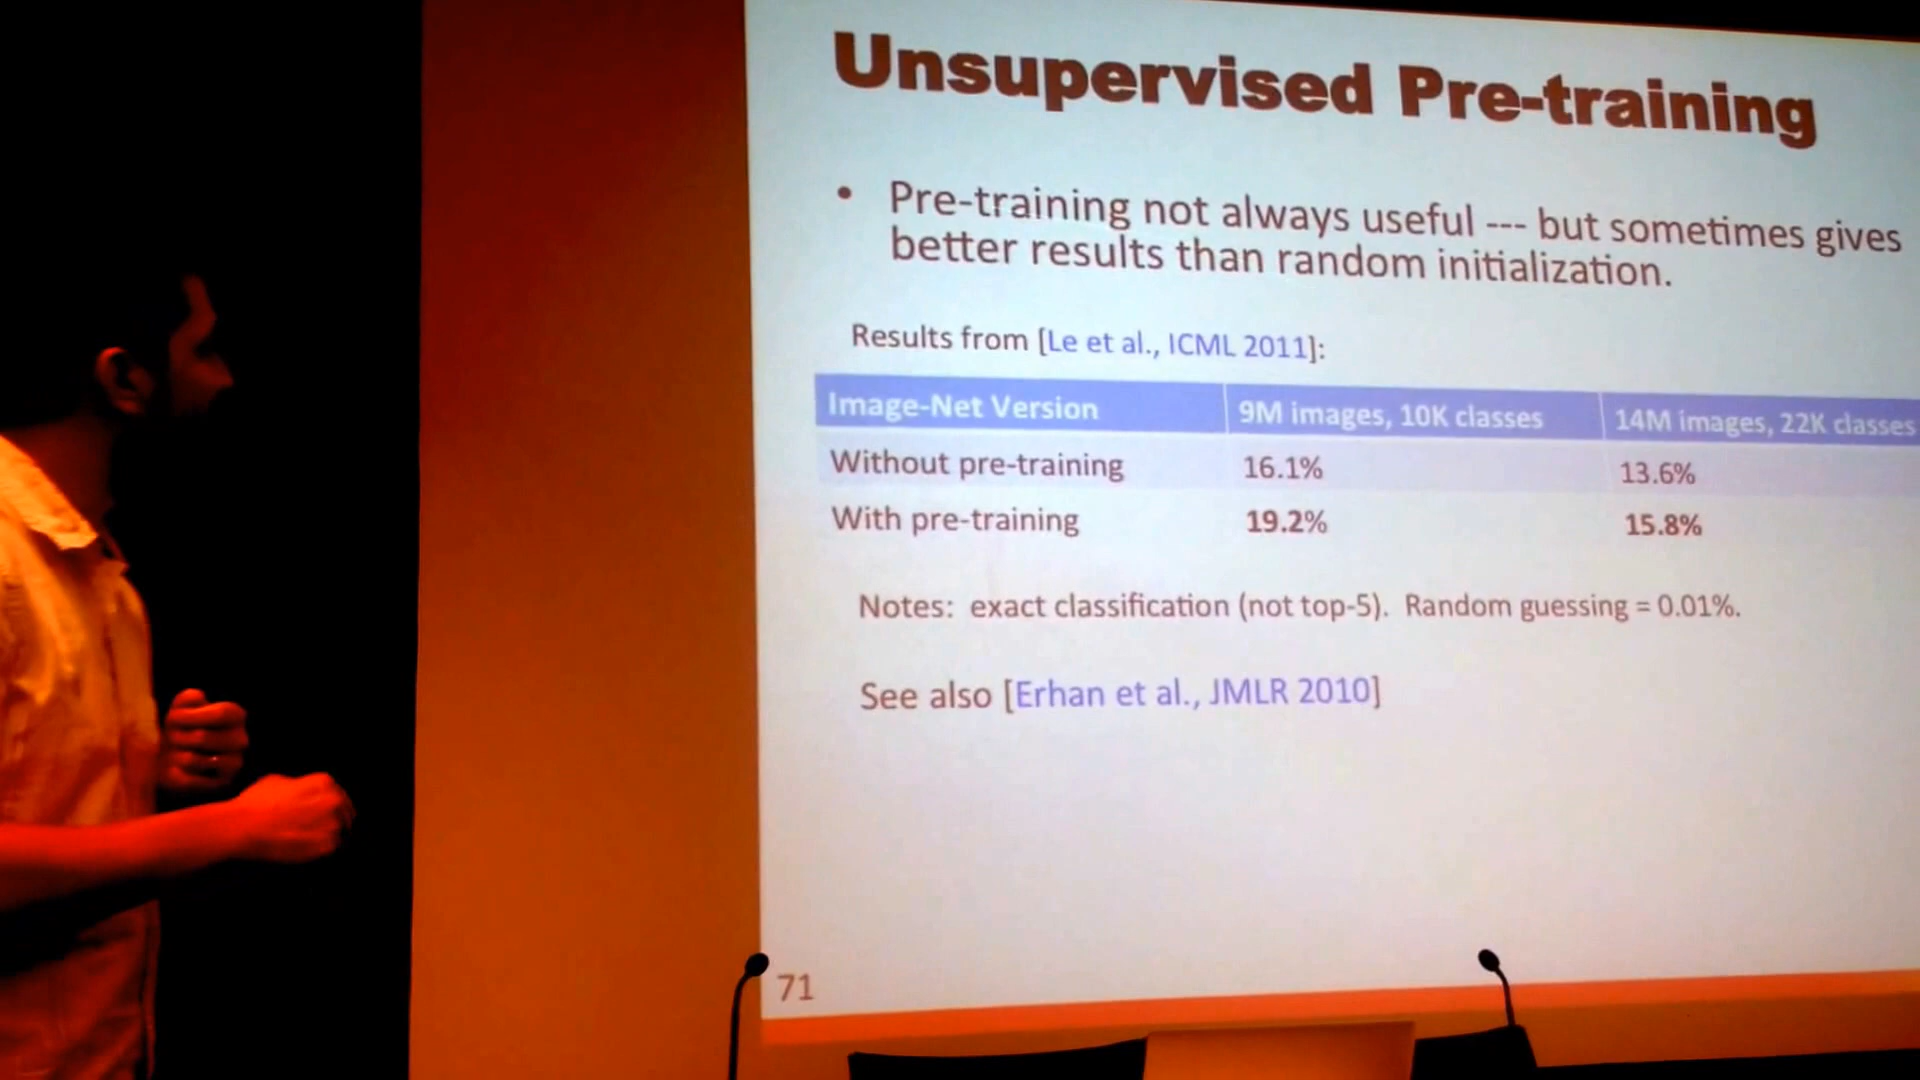 Unsupervised Pre-training
• Pre-training not always useful --- but sometimes gives
better results than random initialization.
Results from [Le et al., ICML 2011]:
Image-Net Version 9M images, 10K classes 14M images, 22K classes
Without pre-training 16.1% 13.6%
With pre-training 19.2% 15.8%
Notes: exact classification (not top-5). Random guessing = 0.01%.
See also [Erhan et al., JMLR 2010]
71